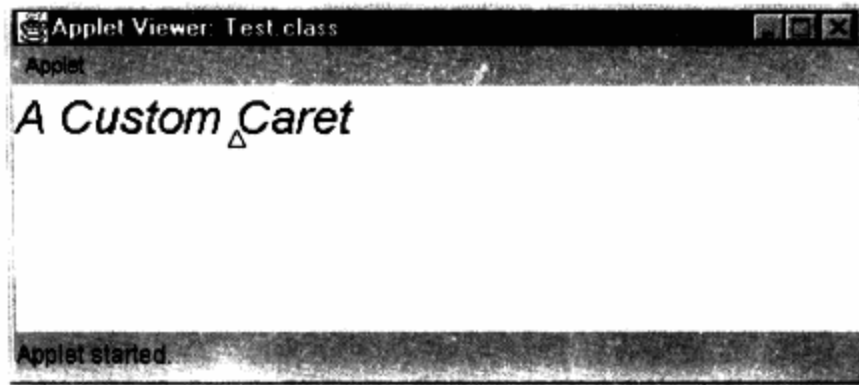 Applet Viewer: Test.class
Applet
A Custom Caret
Applet started.